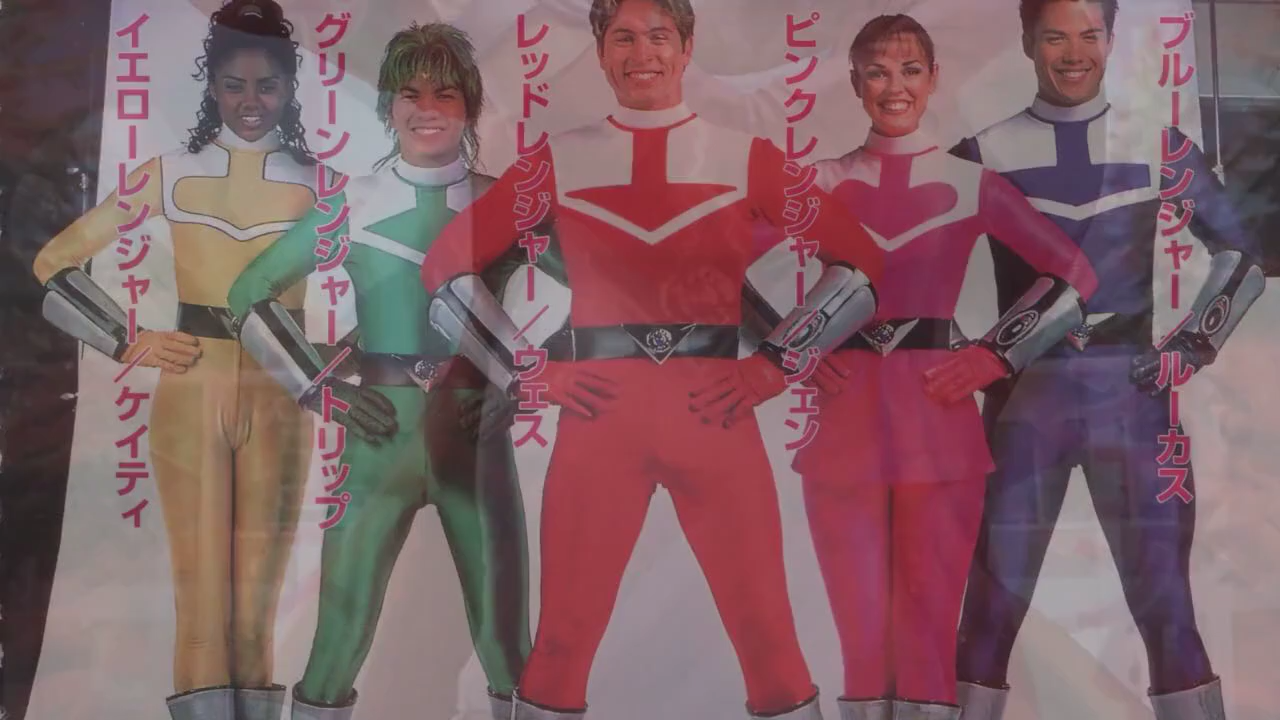 イエローレンジャー/ケイティ
グリーンレンジャー/トリップ
レッドレンジャー/ウェス
ピンクレンジャー/ジェン
ブルーレンジャー/ルーカス